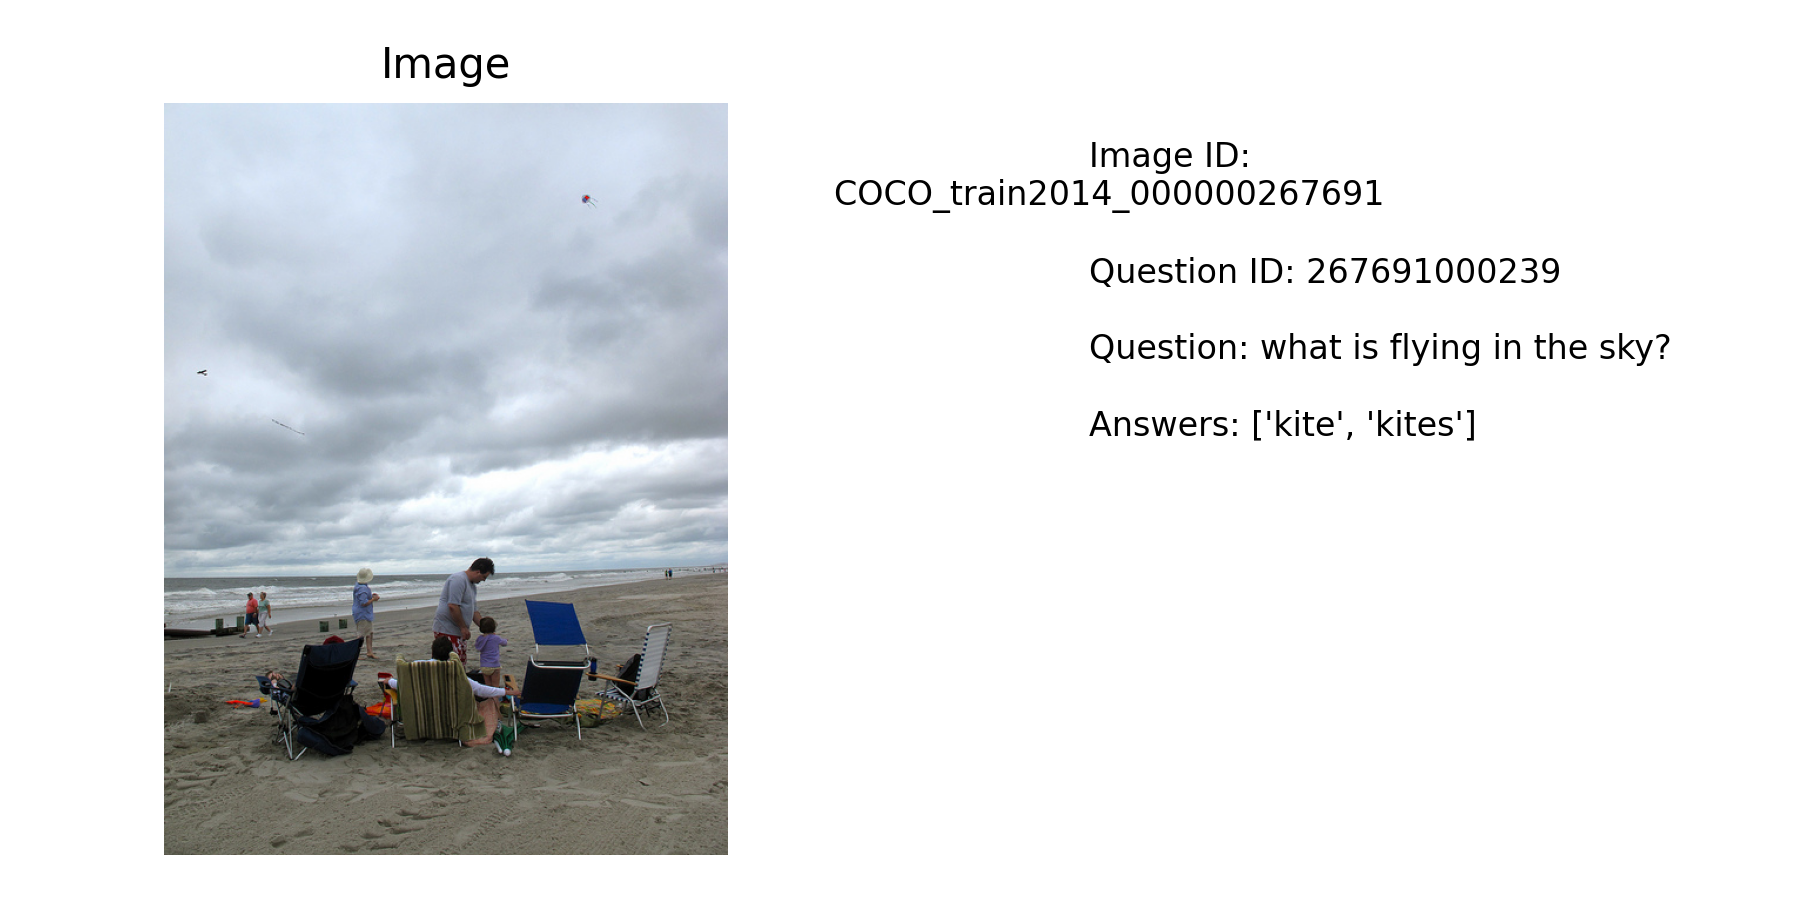 Image
Image ID:
COCO_train2014_000000267691
Question ID: 267691000239
Question: what is flying in the sky?
Answers: ['kite', 'kites']